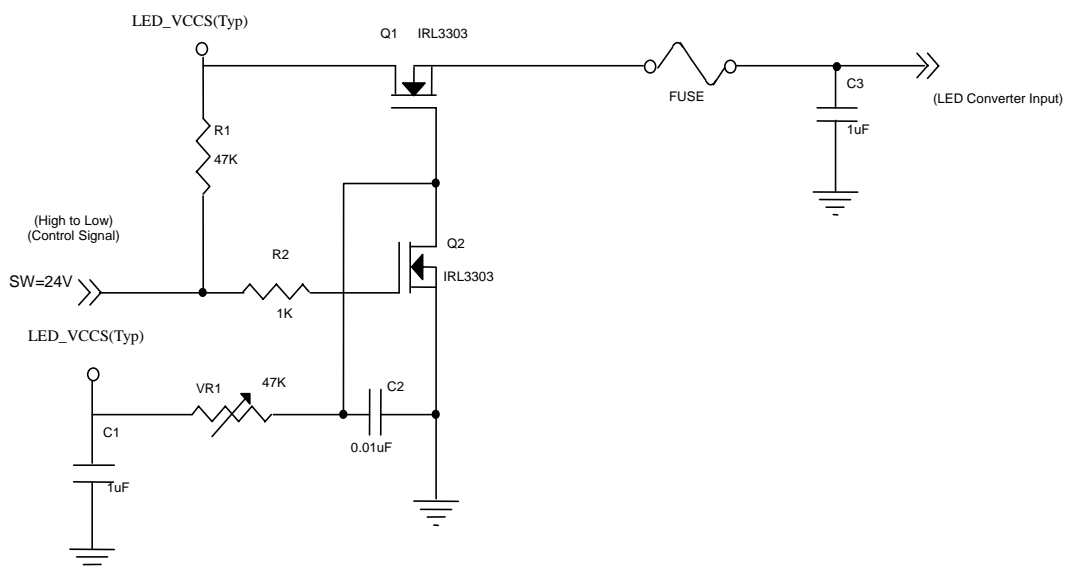 LED_VCCS(Typ)
Q1 IRL3303
FUSE
C3
1uF
(LED Converter Input)
R1
47K
(High to Low)
(Control Signal)
SW=24V
R2
1K
Q2
IRL3303
LED_VCCS(Typ)
VR1
47K
C2
0.01uF
C1
1uF